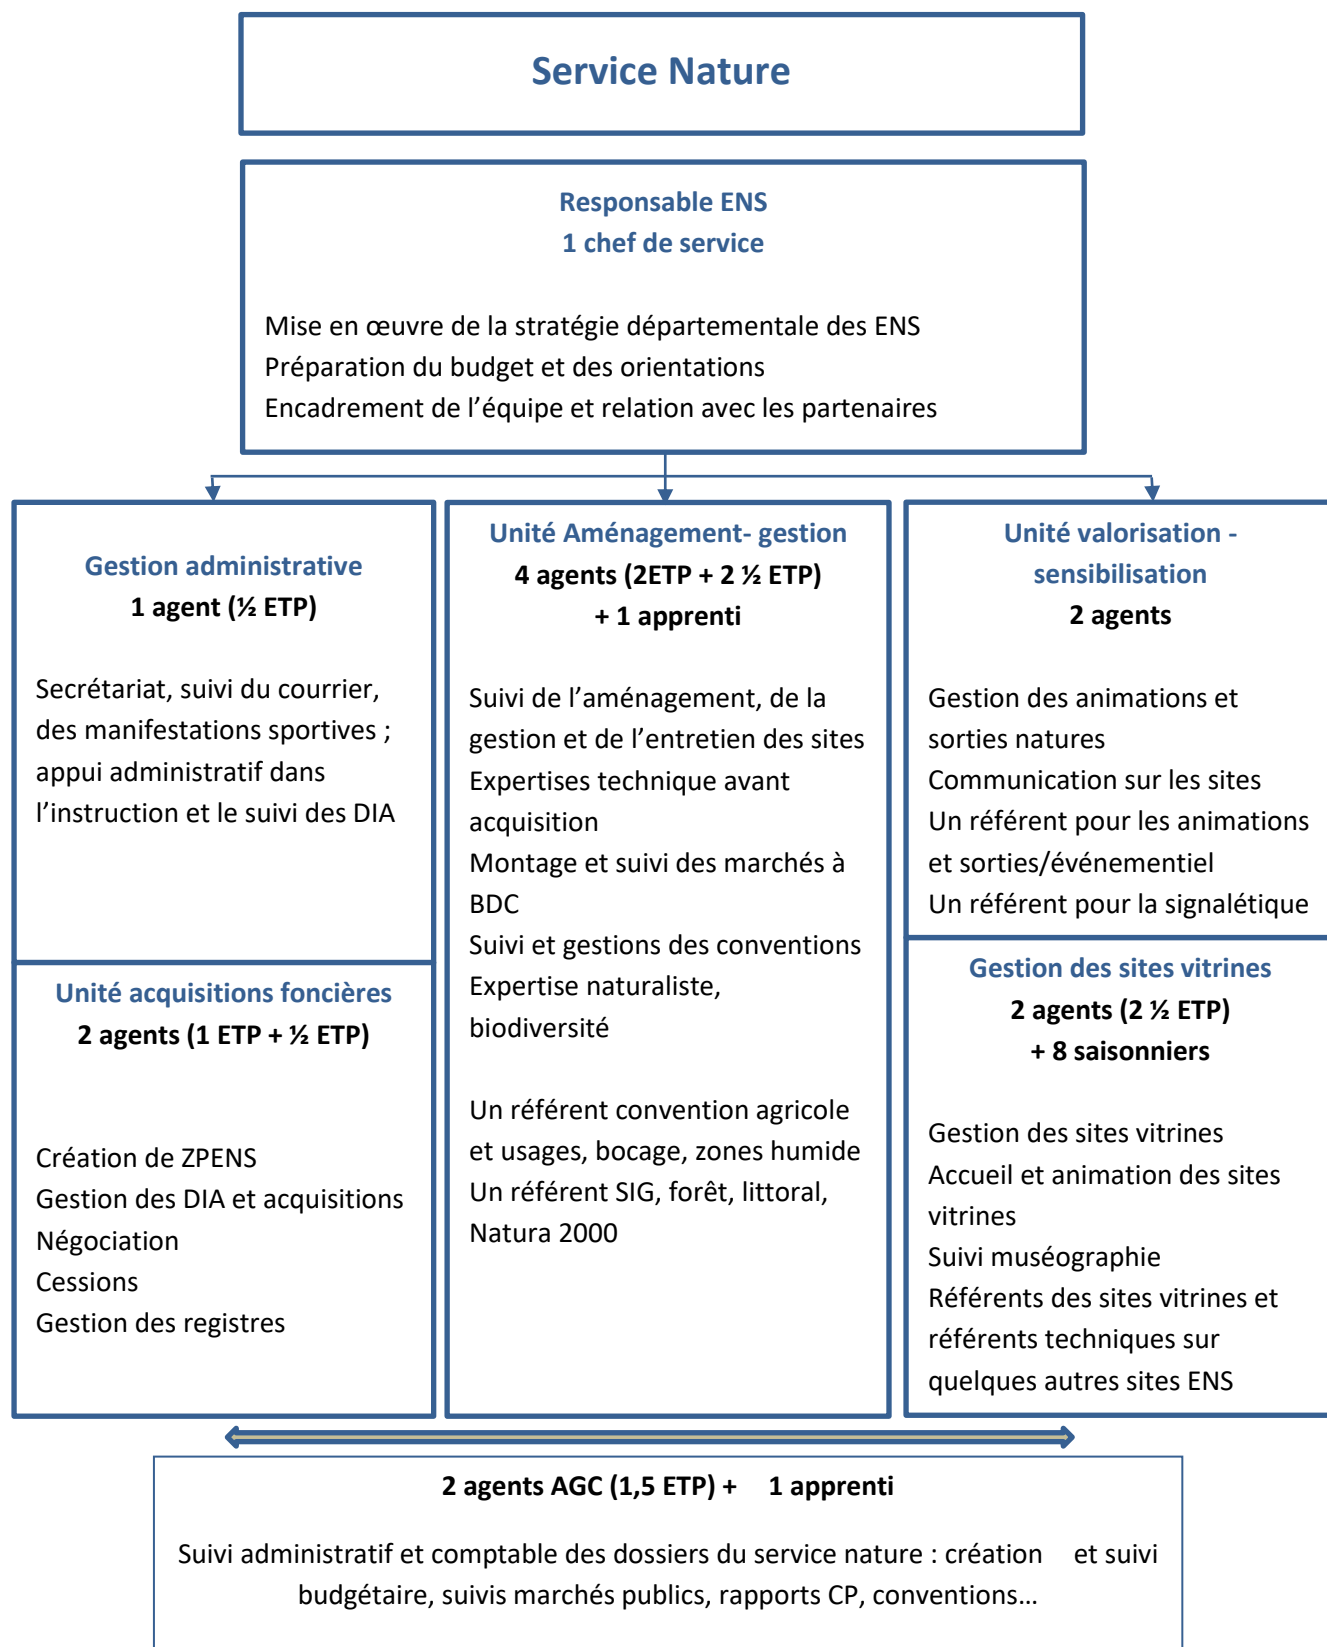 Service Nature
Responsable ENS
1 chef de service
Mise en œuvre de la stratégie départementale des ENS
Préparation du budget et des orientations
Encadrement de l’équipe et relation avec les partenaires
Gestion administrative
1 agent (½ ETP)
Secrétariat, suivi du courrier,
des manifestations sportives ;
appui administratif dans
l’instruction et le suivi des DIA
Unité acquisitions foncières
2 agents (1 ETP + ½ ETP)
Création de ZPENS
Gestion des DIA et acquisitions
Négociation
Cessions
Gestion des registres
Unité Aménagement- gestion
4 agents (2ETP + 2 ½ ETP)
+ 1 apprenti
Suivi de l’aménagement, de la
gestion et de l’entretien des sites
Expertises technique avant
acquisition
Montage et suivi des marchés à
BDC
Suivi et gestions des conventions
Expertise naturaliste,
biodiversité
Un référent convention agricole
et usages, bocage, zones humide
Un référent SIG, forêt, littoral,
Natura 2000
Unité valorisation -
sensibilisation
2 agents
Gestion des animations et
sorties natures
Communication sur les sites
Un référent pour les animations
et sorties/événementiel
Un référent pour la signalétique
Gestion des sites vitrines
2 agents (2 ½ ETP)
+ 8 saisonniers
Gestion des sites vitrines
Accueil et animation des sites
vitrines
Suivi muséographie
Référents des sites vitrines et
référents techniques sur
quelques autres sites ENS
2 agents AGC (1,5 ETP) + 1 apprenti
Suivi administratif et comptable des dossiers du service nature : création et suivi
budgétaire, suivis marchés publics, rapports CP, conventions…